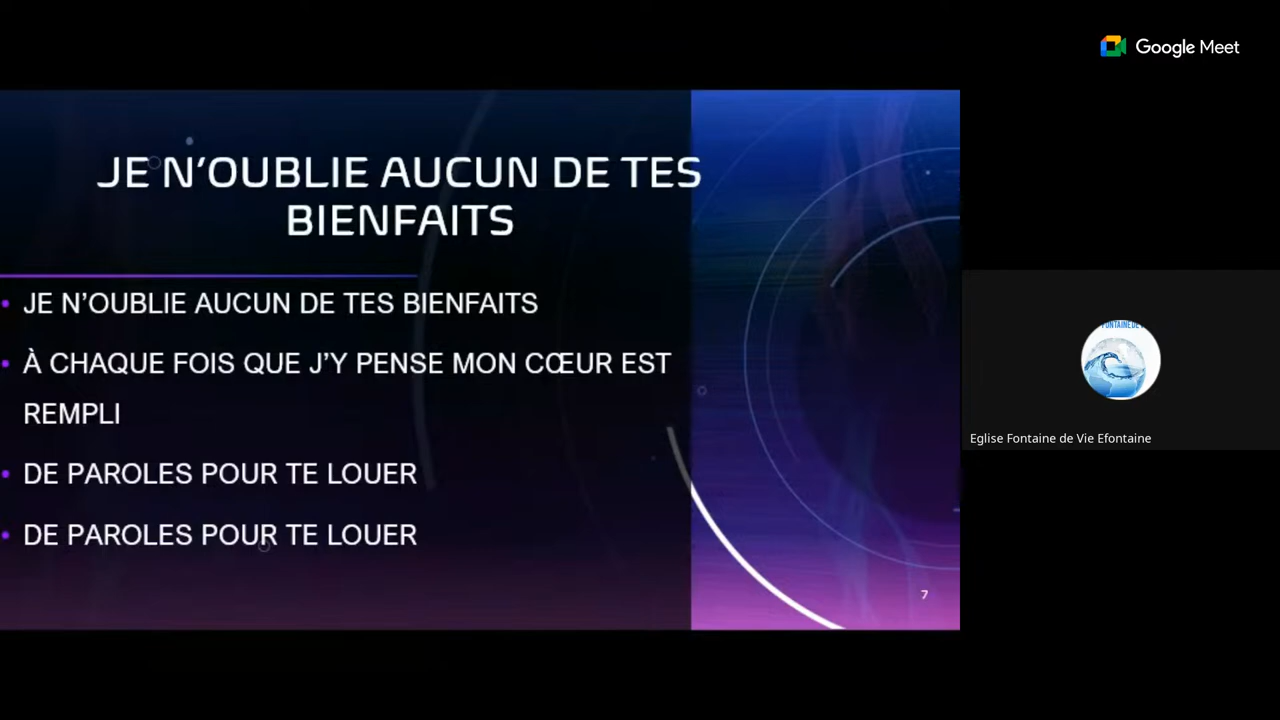 Google Meet
JE N’OUBLIE AUCUN DE TES
BIENFAITS
• JE N’OUBLIE AUCUN DE TES BIENFAITS
• À CHAQUE FOIS QUE J’Y PENSE MON CŒUR EST
REMPLI
• DE PAROLES POUR TE LOUER
• DE PAROLES POUR TE LOUER
7
Eglise Fontaine de Vie Efontaine